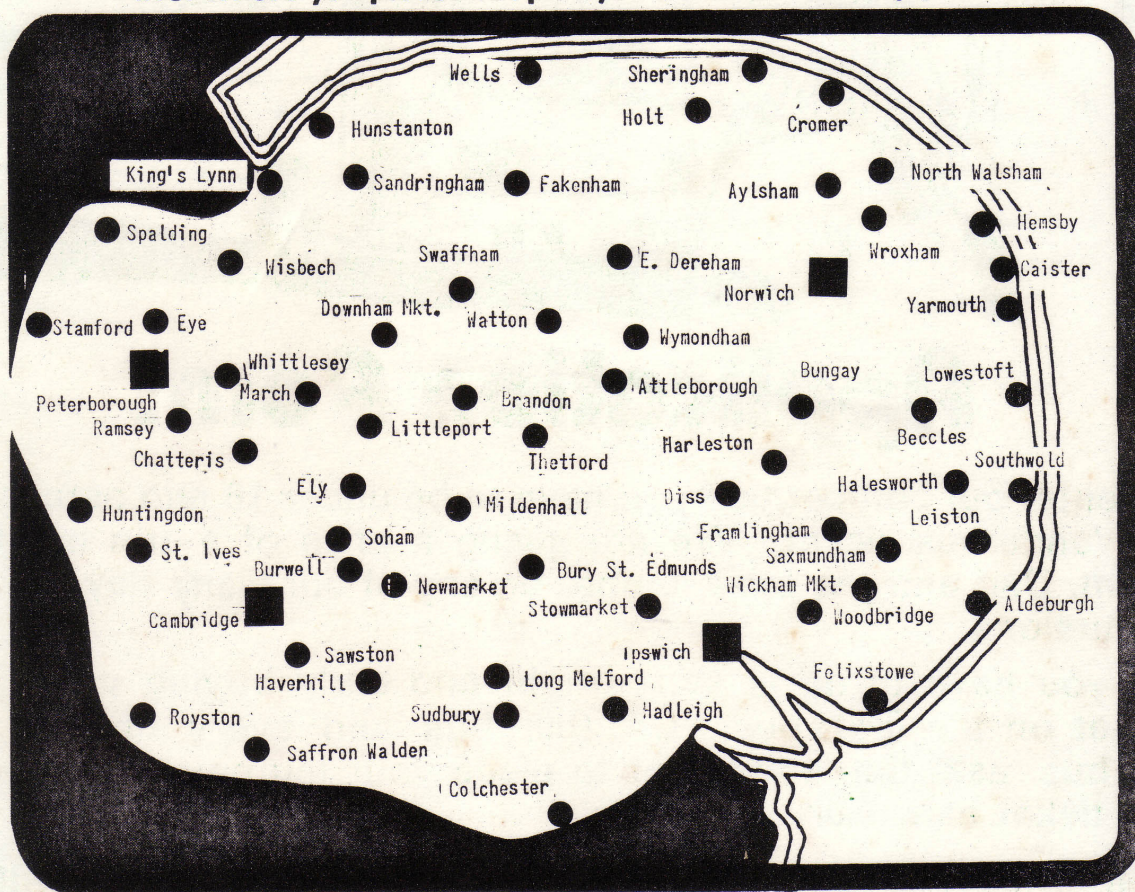 Wells
Sheringham
Holt
Cromer
Hunstanton
King's Lynn
Sandringham
Fakenham
Aylsham
North Walsham
Spalding
Wisbech
Swaffham
E. Dereham
Wroxham
Hemsby
Caister
Norwich
Downham Mkt.
Watton
Yarmouth
Stamford
Eye
Wymondham
Whittlesey
March
Peterborough
Ramsey
Brandon
Attleborough
Bungay
Lowestoft
Littleport
Beccles
Chatteris
Thetford
Harleston
Southwold
Ely
Mildenhall
Diss
Halesworth
Huntingdon
Leiston
St. Ives
Soham
Framlingham
Saxmundham
Burwell
Newmarket
Bury St. Edmunds
Wickham Mkt.
Stowmarket
Woodbridge
Aldeburgh
Cambridge
Sawston
Ipswich
Haverhill
Long Melford
Felixstowe
Royston
Sudbury
Hadleigh
Saffron Walden
Colchester